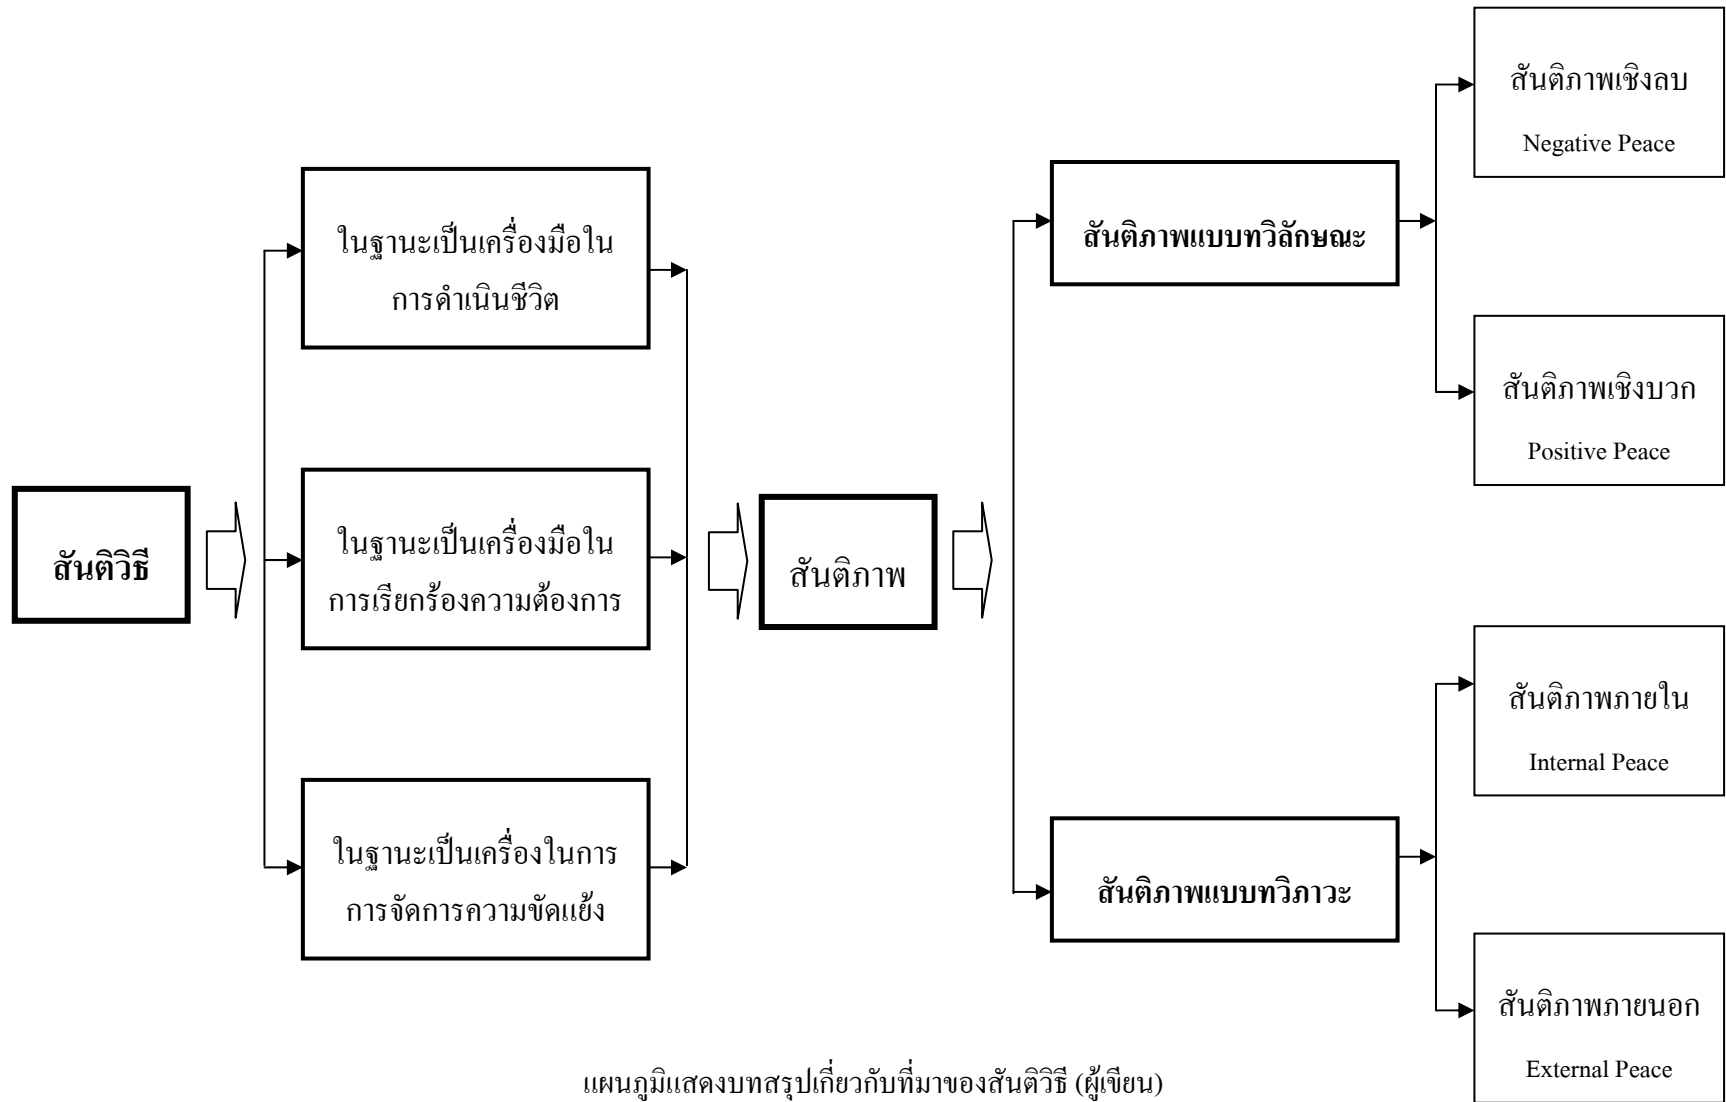 สันติวิธี
ในฐานะเป็นเครื่องมือใน
การดำเนินชีวิต
ในฐานะเป็นเครื่องมือใน
การเรียกร้องความต้องการ
ในฐานะเป็นเครื่องในการ
การจัดการความขัดแย้ง
สันติภาพ
สันติภาพแบบทวิลักษณะ
สันติภาพเชิงลบ
Negative Peace
สันติภาพเชิงบวก
Positive Peace
สันติภาพแบบทวิภาวะ
สันติภาพภายใน
Internal Peace
สันติภาพภายนอก
External Peace
แผนภูมิแสดงบทสรุปเกี่ยวกับที่มาของสันติวิธี (ผู้เขียน)